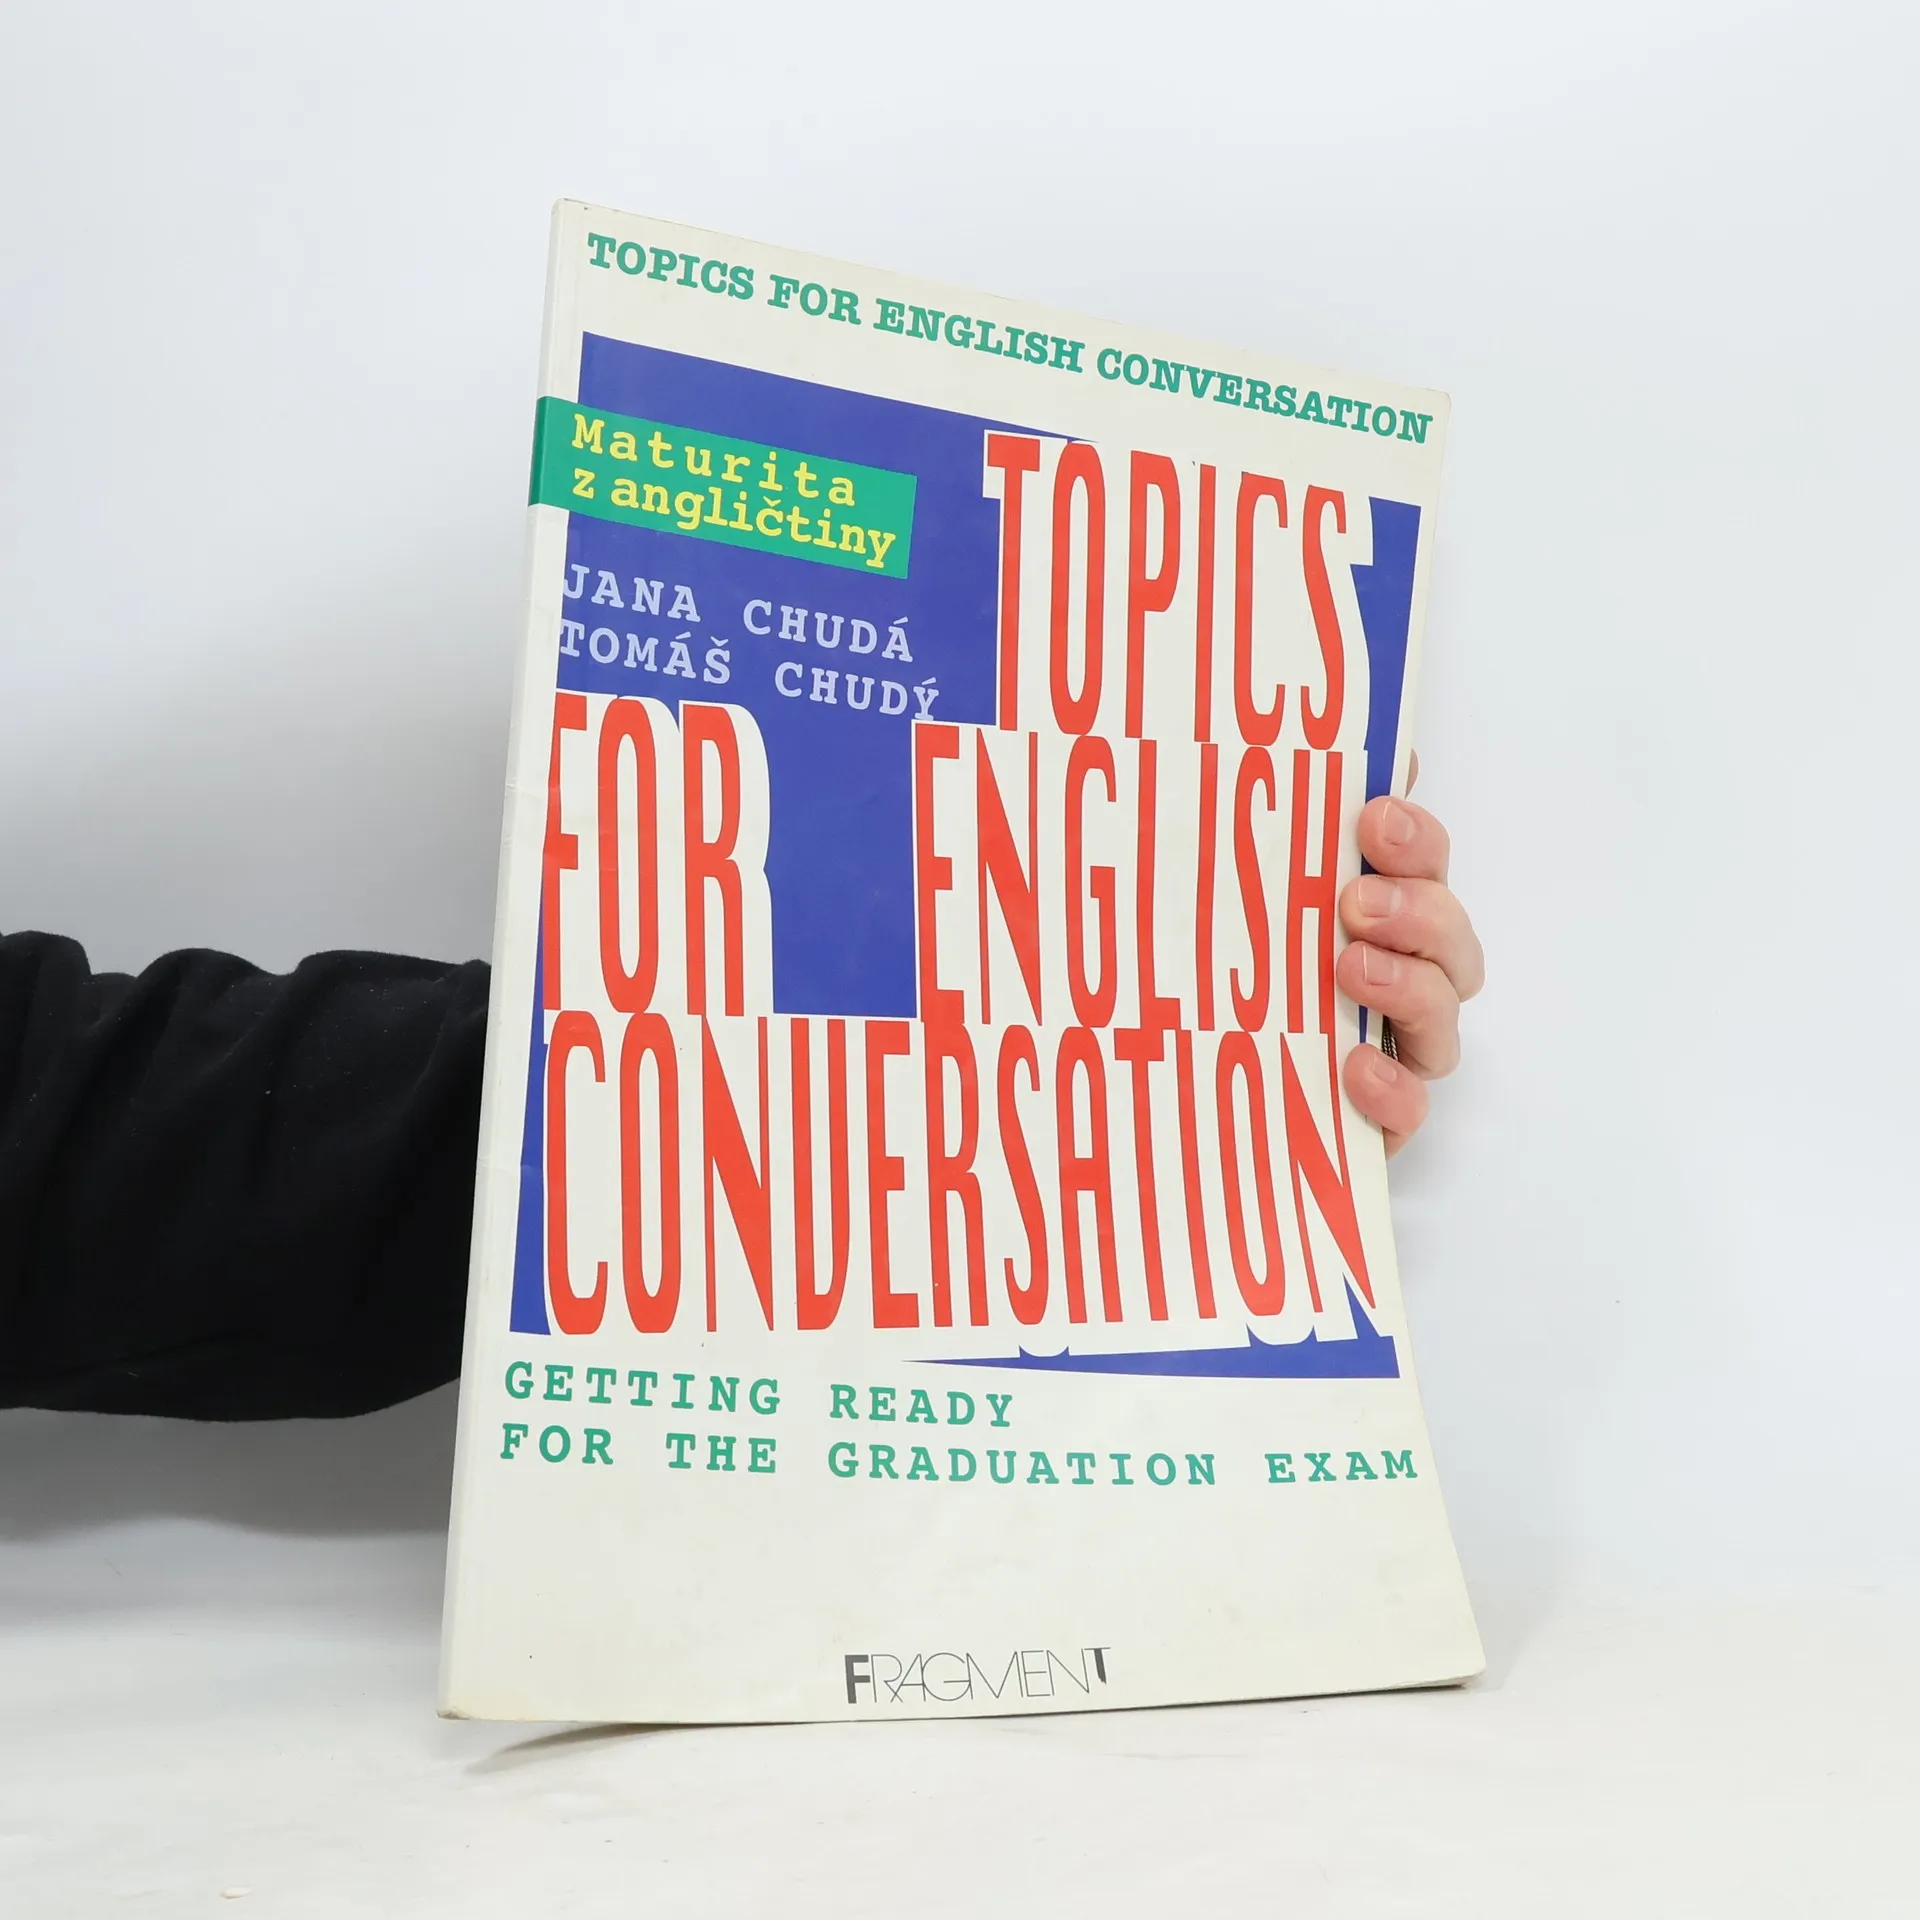 TOPICS FOR ENGLISH CONVERSATION
Maturita
z angličtiny
JANA CHUDÁ
TOMÁŠ CHUDÝ
TOPICS
FOR ENGLISH
CONVERSATION
GETTING READY
FOR THE GRADUATION EXAM
FRAGMENT